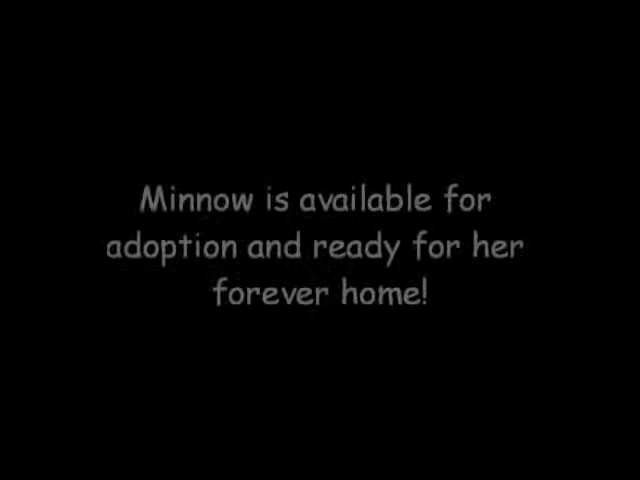 Minnow is available for
adoption and ready for her
forever home!